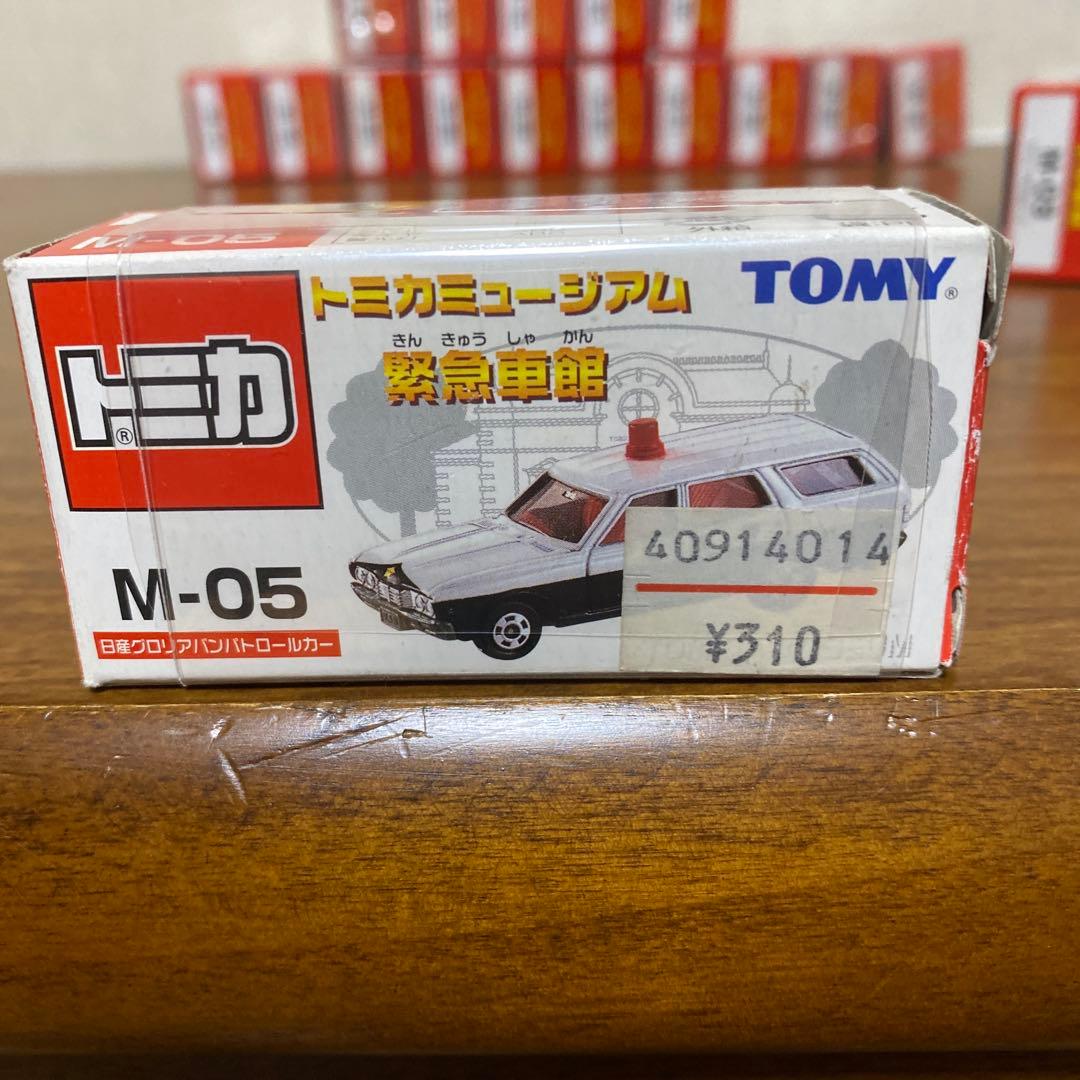 M-05
トミカミュージアム
TOMY®
きん きゅう しゃ かん
緊急車館
トミカ®
M-05
日産グロリアバンパトロールカー
40914014
¥310